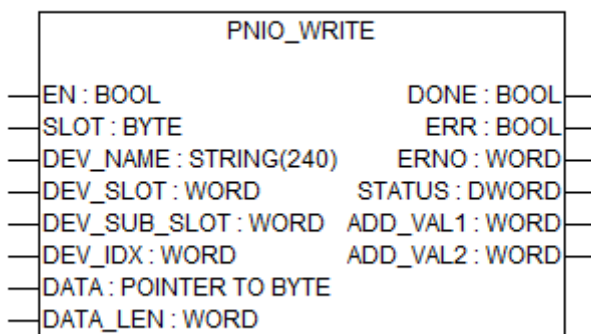 PNIO_WRITE
EN : BOOL DONE : BOOL
SLOT : BYTE ERR : BOOL
DEV_NAME : STRING(240) ERNO : WORD
DEV_SLOT : WORD STATUS : DWORD
DEV_SUB_SLOT : WORD ADD_VAL1 : WORD
DEV_IDX : WORD ADD_VAL2 : WORD
DATA : POINTER TO BYTE
DATA_LEN : WORD